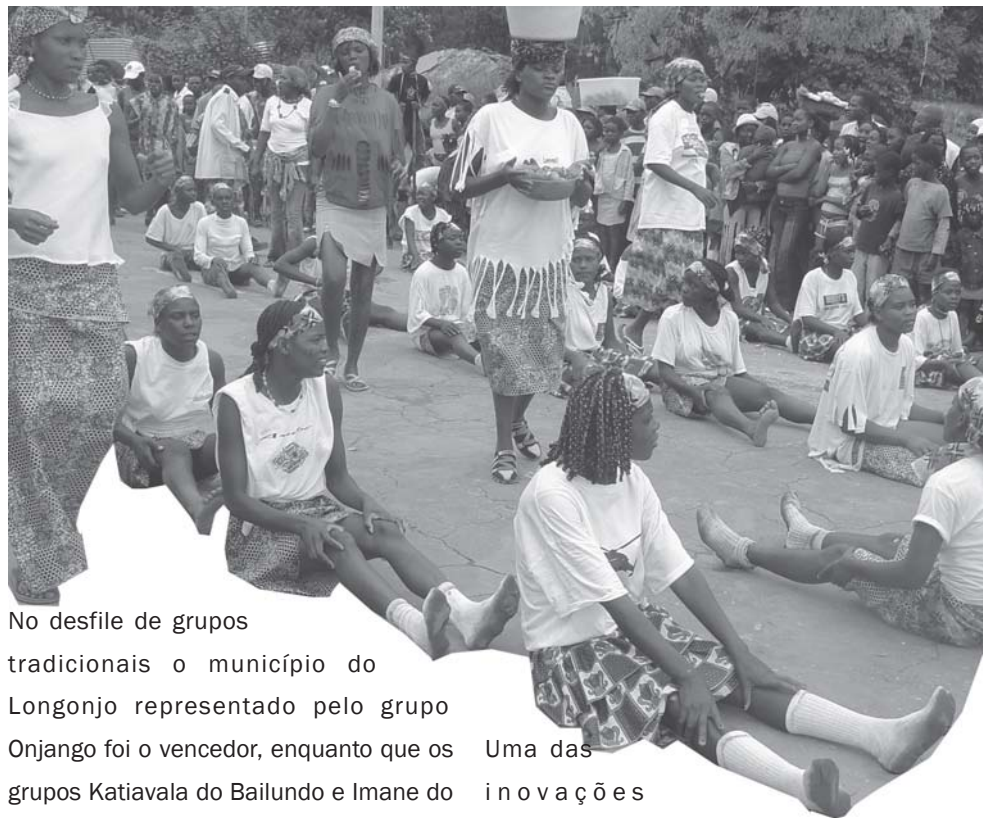 No desfile de grupos
tradicionais o município do
Longonjo representado pelo grupo
Onjango foi o vencedor, enquanto que os
grupos Katiavala do Bailundo e Imane do
Uma das
inovações